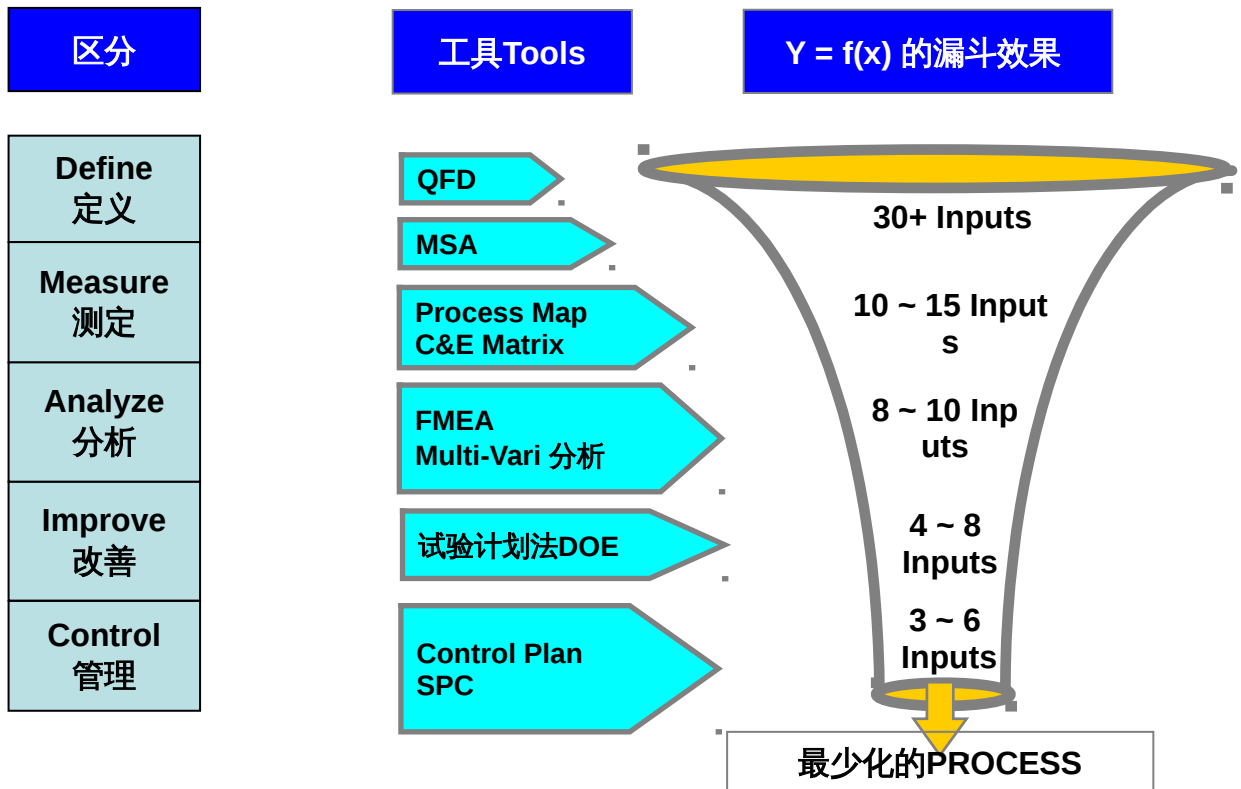 区分
工具Tools
Y = f(x) 的漏斗效果
Define
定义
Measure
测定
Analyze
分析
Improve
改善
Control
管理
QFD
MSA
Process Map
C&E Matrix
FMEA
Multi-Vari 分析
试验计划法DOE
Control Plan
SPC
30+ Inputs
10 ~ 15 Input
s
8 ~ 10 Inp
uts
4 ~ 8
Inputs
3 ~ 6
Inputs
最少化的PROCESS